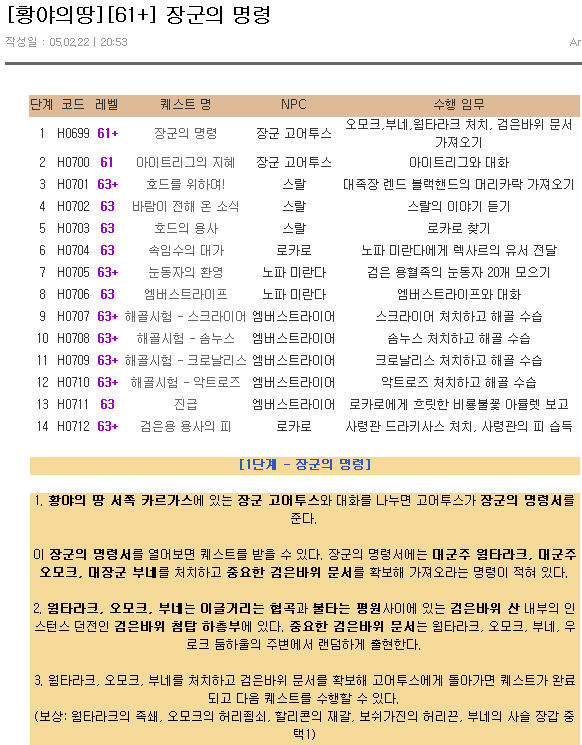 [황야의땅][61+] 장군의 명령
작성일 : 05,02,22 | 20:53 Ar
단계 코드 레벨 퀘스트 명 NPC 수행 임무
1 H0699 61+ 장군의 명령 장군 고어투스 오모크,부네,윔타라크 처치, 검은바위 문서 가져오기
2 H0700 61 아이트리그의 지혜 장군 고어투스 아이트리그와 대화
3 H0701 63+ 호드를 위하여! 스랄 대족장 렌드 블랙핸드의 머리카락 가져오기
4 H0702 63 바람이 전해 온 소식 스랄 스랄의 이야기 듣기
5 H0703 63 호드의 용사 스랄 로카로 찾기
6 H0704 63 속임수의 대가 로카로 노파 미란다에게 렉사르의 유서 전달
7 H0705 63+ 눈동자의 환영 노파 미란다 검은 용혈족의 눈동자 20개 모으기
8 H0706 63 엠버스트라이프 노파 미란다 엠버스트라이프와 대화
9 H0707 63+ 해골시험 - 스크라이어 엠버스트라이어 스크라이어 처치하고 해골 수습
10 H0708 63+ 해골시험 - 솜누스 엠버스트라이어 솜누스 처치하고 해골 수습
11 H0709 63+ 해골시험 - 크로날리스 엠버스트라이어 크로날리스 처치하고 해골 수습
12 H0710 63+ 해골시험 - 악트로즈 엠버스트라이어 악트로즈 처치하고 해골 수습
13 H0711 63 진급 엠버스트라이어 로카로에게 흐릿한 비룡불꽃 아뮬렛 보고
14 H0712 63+ 검은용 용사의 피 로카로 사령관 드라키사스 처치, 사령관의 피 습득
[1단계 - 장군의 명령]
1. 황야의 땅 서쪽 카르가스에 있는 장군 고어투스와 대화를 나누면 고어투스가 장군의 명령서를
준다.
이 장군의 명령서를 열어보면 퀘스트를 받을 수 있다. 장군의 명령서에는 대군주 윔타라크, 대군주
오모크, 대장군 부네를 처치하고 중요한 검은바위 문서를 확보해 가져오라는 명령이 적혀 있다.
2. 윔타라크, 오모크, 부네는 이글거리는 협곡과 불타는 평원사이에 있는 검은바위 산 내부의 인
스턴스 던전인 검은바위 첨탑 하층부에 있다. 중요한 검은바위 문서는 윔타라크, 오모크, 부네, 우
로크 둠하울의 주변에서 랜덤하게 출현한다.
3. 윔타라크, 오모크, 부네를 처치하고 검은바위 문서를 확보해 고어투스에게 돌아가면 퀘스트가 완료
되고 다음 퀘스트를 수행할 수 있다.
(보상: 윔타라크의 족쇄, 오모크의 허리죔쇠, 할리콘의 재갈, 보쉬가진의 허리끈, 부네의 사슬 장갑 중
택1)